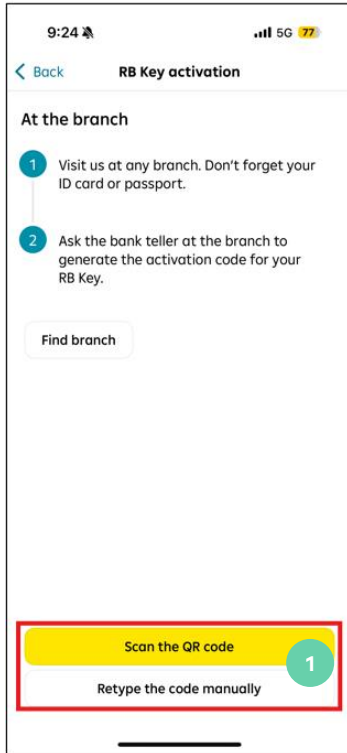 9:24
5G 77
Back RB Key activation
At the branch
1 Visit us at any branch. Don't forget your
ID card or passport.
2 Ask the bank teller at the branch to
generate the activation code for your
RB Key.
Find branch
Scan the QR code
1
Retype the code manually